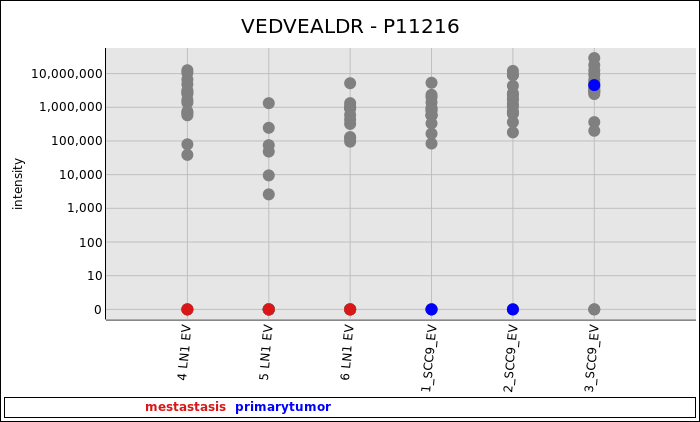 VEDVEALDR - P11216
10,000,000
1,000,000
100,000
10,000
1,000
100
10
0
intensity
4 LN1 EV
5 LN1 EV
6 LN1 EV
1_SCC9_EV
2_SCC9_EV
3_SCC9_EV
mestastasis primarytumor